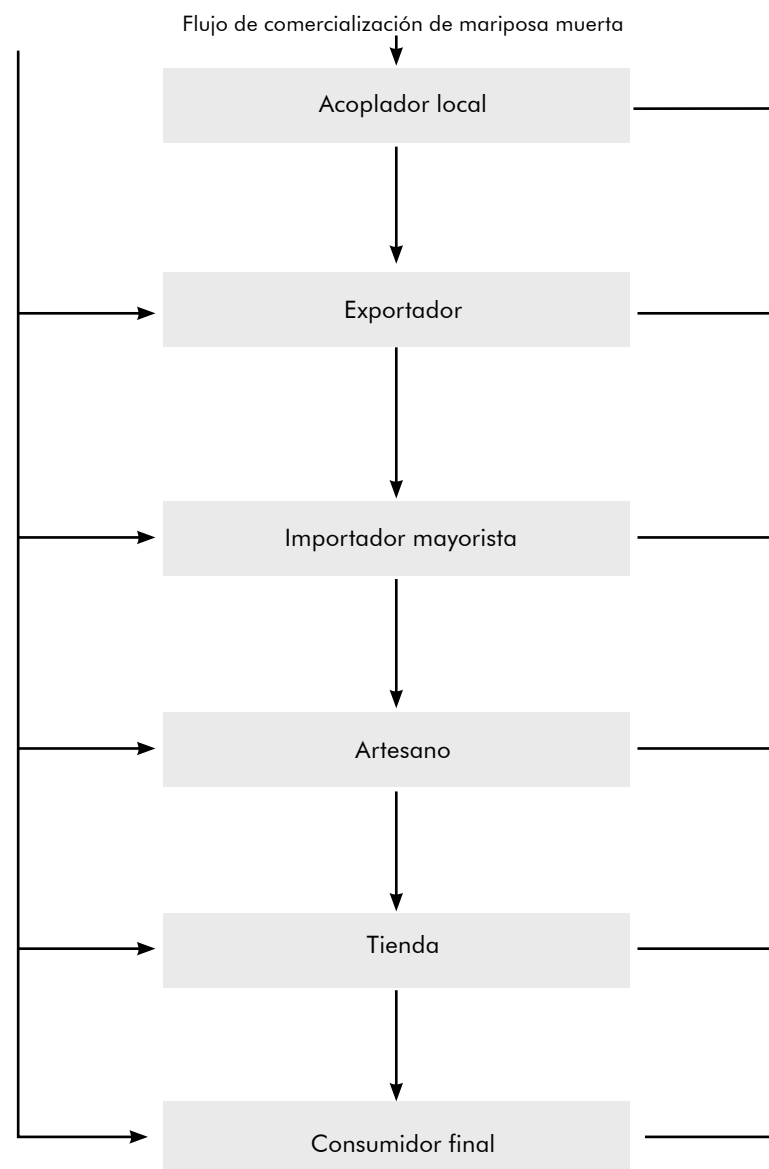 Flujo de comercialización de mariposa muerta
Acoplador local
Exportador
Importador mayorista
Artesano
Tienda
Consumidor final